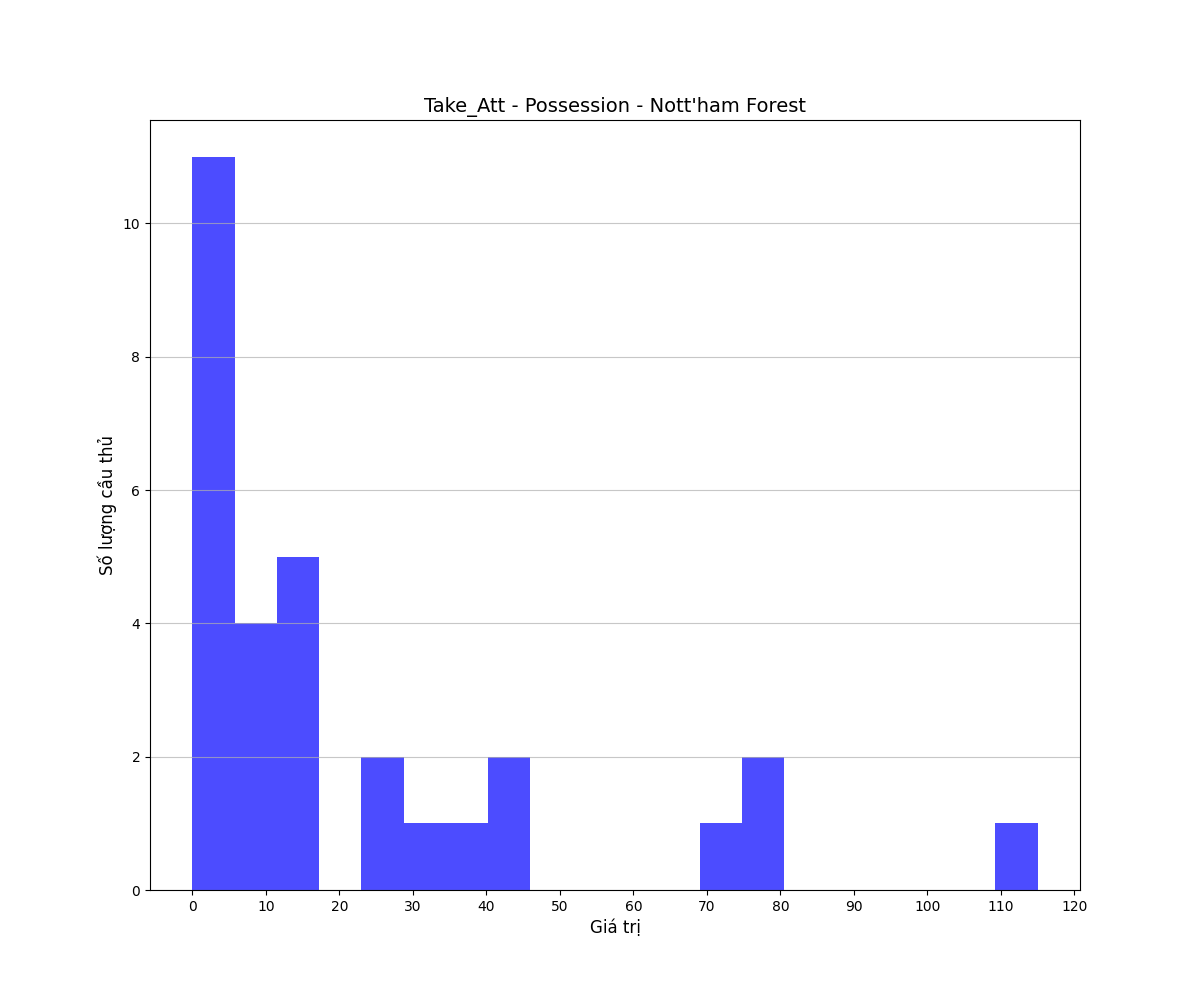 Take_Att - Possession - Nott'ham Forest
10
8
6
4
2
0
Số lượng cầu thủ
0 10 20 30 40 50 60 70 80 90 100 110 120
Giá trị